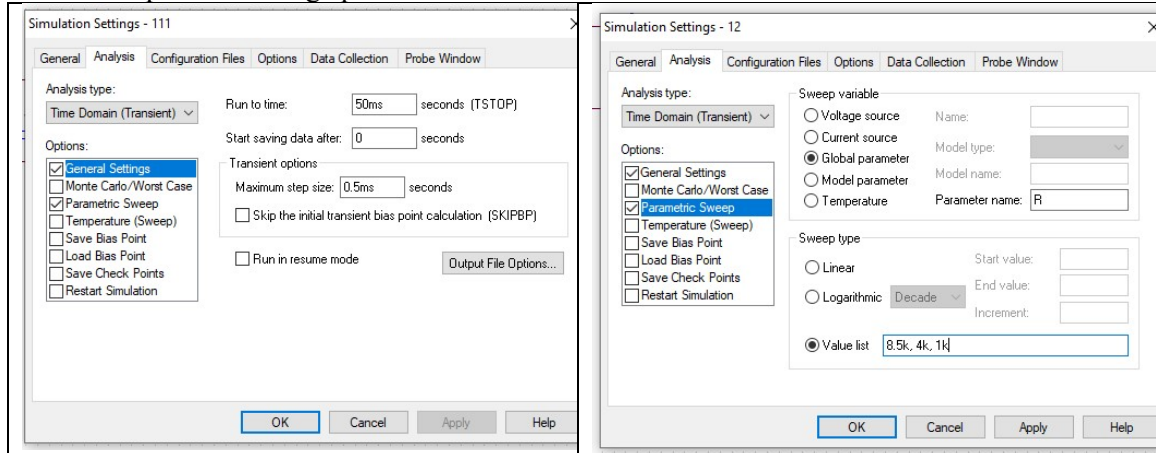 Simulation Settings - 111
General Analysis Configuration Files Options Data Collection Probe Window
Analysis type:
Time Domain (Transient)
Options:
General Settings
Monte Carlo/Worst Case
Parametric Sweep
Temperature (Sweep)
Save Bias Point
Load Bias Point
Save Check Points
Restart Simulation
Run to time: 50ms seconds (TSTOP)
Start saving data after: 0 seconds
Transient options
Maximum step size: 0.5ms seconds
Skip the initial transient bias point calculation (SKIPBP)
Run in resume mode Output File Options...
OK Cancel Apply Help
Simulation Settings - 12
General Analysis Configuration Files Options Data Collection Probe Window
Analysis type:
Time Domain (Transient)
Options:
General Settings
Monte Carlo/Worst Case
Parametric Sweep
Temperature (Sweep)
Save Bias Point
Load Bias Point
Save Check Points
Restart Simulation
Sweep variable
Voltage source Name:
Current source
Model type:
Global parameter
Model parameter Model name:
Temperature Parameter name: R
Sweep type
Linear Start value:
End value:
Logarithmic Decade
Increment:
Value list 8.5k, 4k, 1k
OK Cancel Apply Help